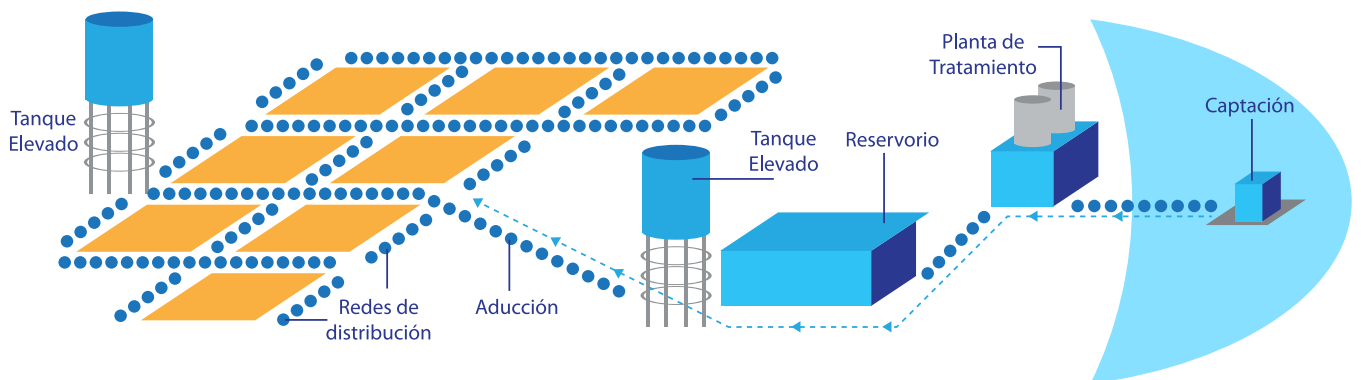 Tanque
Elevado
Redes de
distribución
Aducción
Tanque
Elevado
Reservorio
Planta de
Tratamiento
Captación